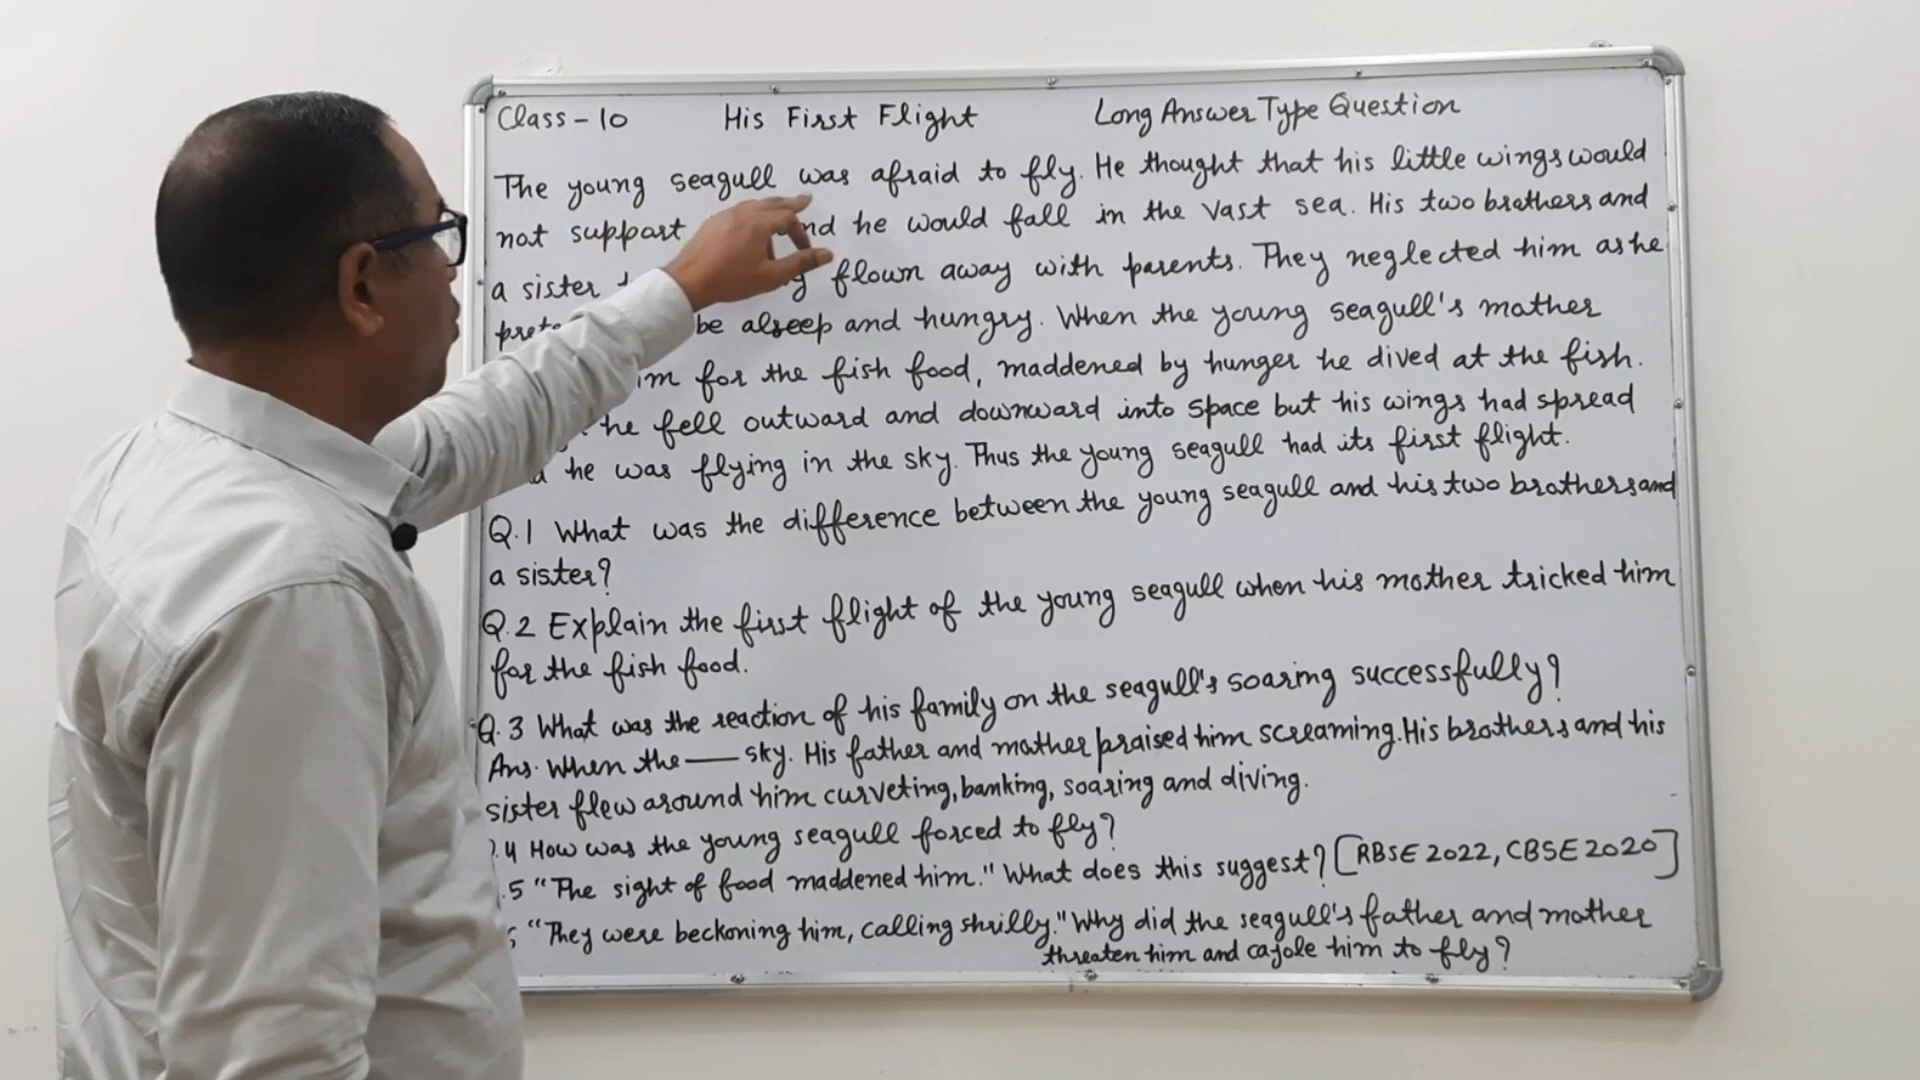 Class - 10 His First Flight Long Answer Type Question
The young seagull was afraid to fly. He thought that his little wings would
not support he would fall in the vast sea. His two brothers and
a sister flown away with parents. They neglected him as he
be alseep and hungry. When the young seagull's mother
for the fish food, maddened by hunger he dived at the fish.
he fell outward and downward into space but his wings had spread
he was flying in the sky. Thus the young seagull had its first flight.
Q.1 What was the difference between the young seagull and his two brothers and
a sister?
Q.2 Explain the first flight of the young seagull when his mother tricked him
for the fish food.
Q.3 What was the reaction of his family on the seagull's soaring successfully?
Ans. When the — sky. His father and mother praised him screaming. His brothers and his
sister flew around him curveting, banking, soaring and diving.
.4 How was the young seagull forced to fly?
.5 "The sight of food maddened him." What does this suggest? [RBSE 2022, CBSE 2020]
"They were beckoning him, calling shrilly." Why did the seagull's father and mother
threaten him and cajole him to fly?